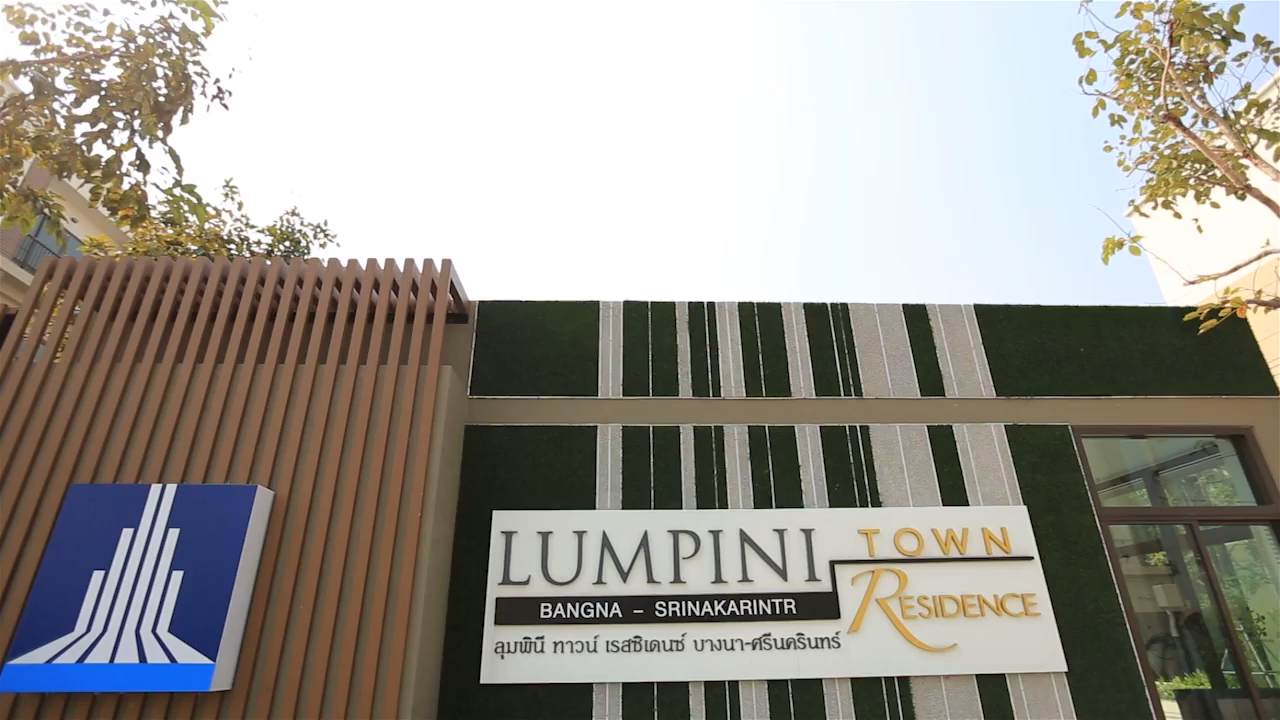 LUMPINI TOWN
RESIDENCE
BANGNA – SRINAKARINTR
ลุมพินี ทาวน์ เรสซิเดนซ์ บางนา-ศรีนครินทร์